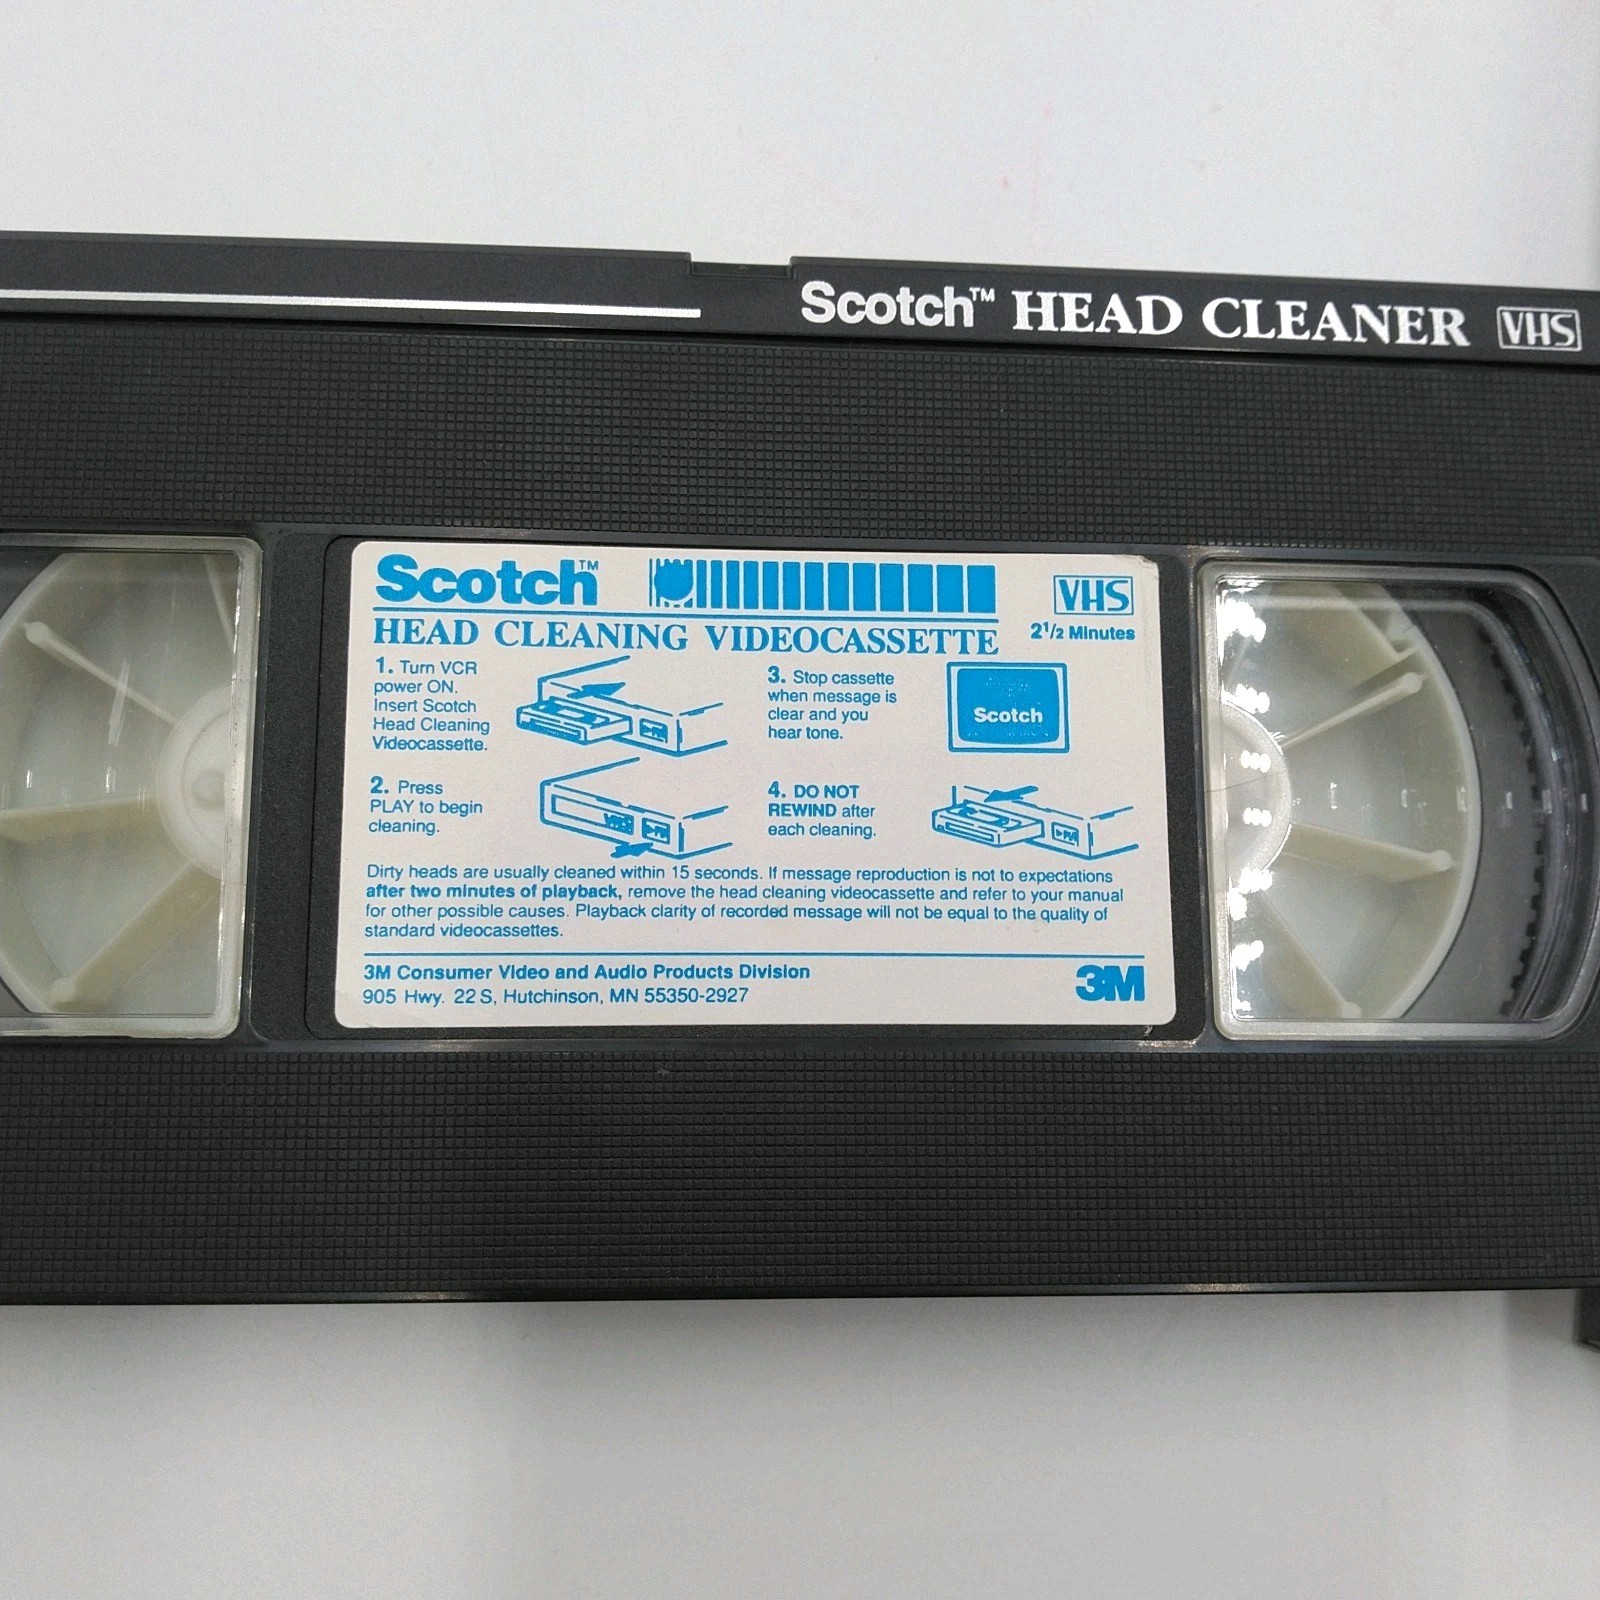 Scotch™ HEAD CLEANER VHS
Scotch™
VHS
HEAD CLEANING VIDEOCASSETTE
2 1/2 Minutes
1. Turn VCR
power ON.
Insert Scotch
Head Cleaning
Videocassette.
2. Press
PLAY to begin
cleaning.
VHS
3. Stop cassette
when message is
clear and you
hear tone.
Scotch
4. DO NOT
REWIND after
each cleaning.
Dirty heads are usually cleaned within 15 seconds. If message reproduction is not to expectations
after two minutes of playback, remove the head cleaning videocassette and refer to your manual
for other possible causes. Playback clarity of recorded message will not be equal to the quality of
standard videocassettes.
3M Consumer Video and Audio Products Division
905 Hwy. 22 S, Hutchinson, MN 55350-2927
3M